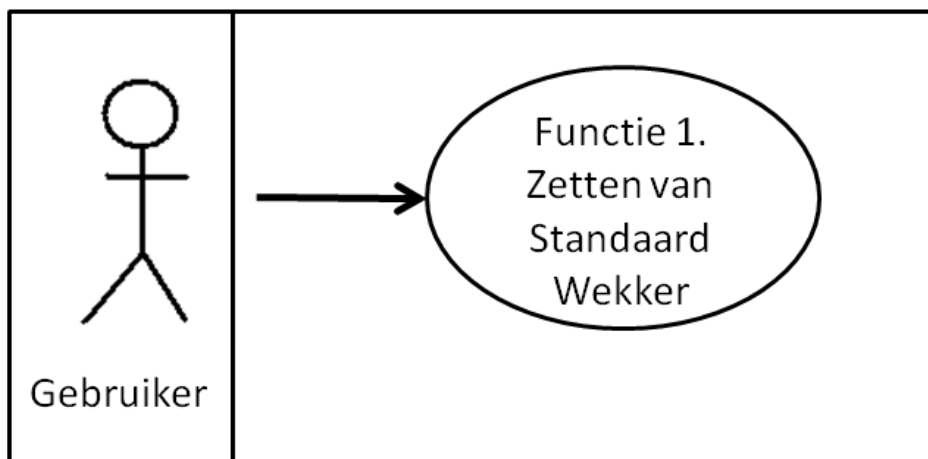 Functie 1.
Zetten van
Standaard
Wekker
Gebruiker